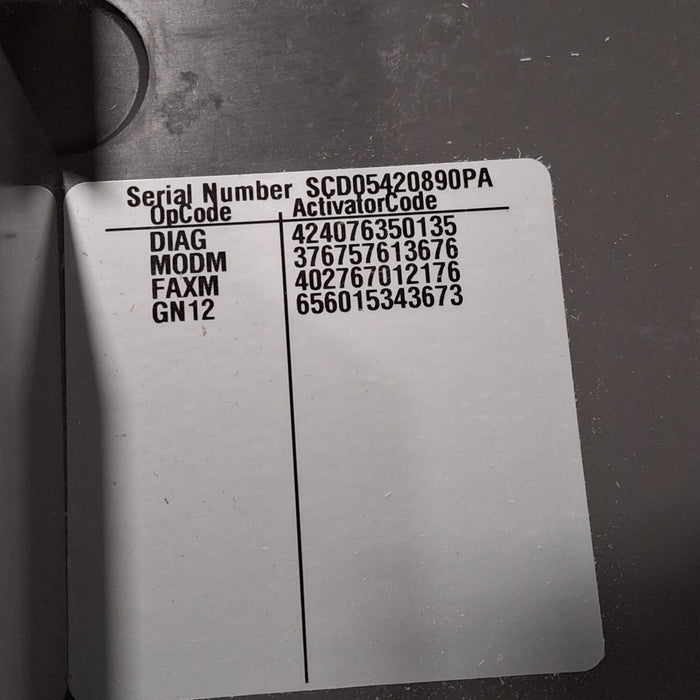 Serial Number SCD05420890PA
OpCode ActivatorCode
DIAG 424076350135
MODM 376757613676
FAXM 402767012176
GN12 656015343673